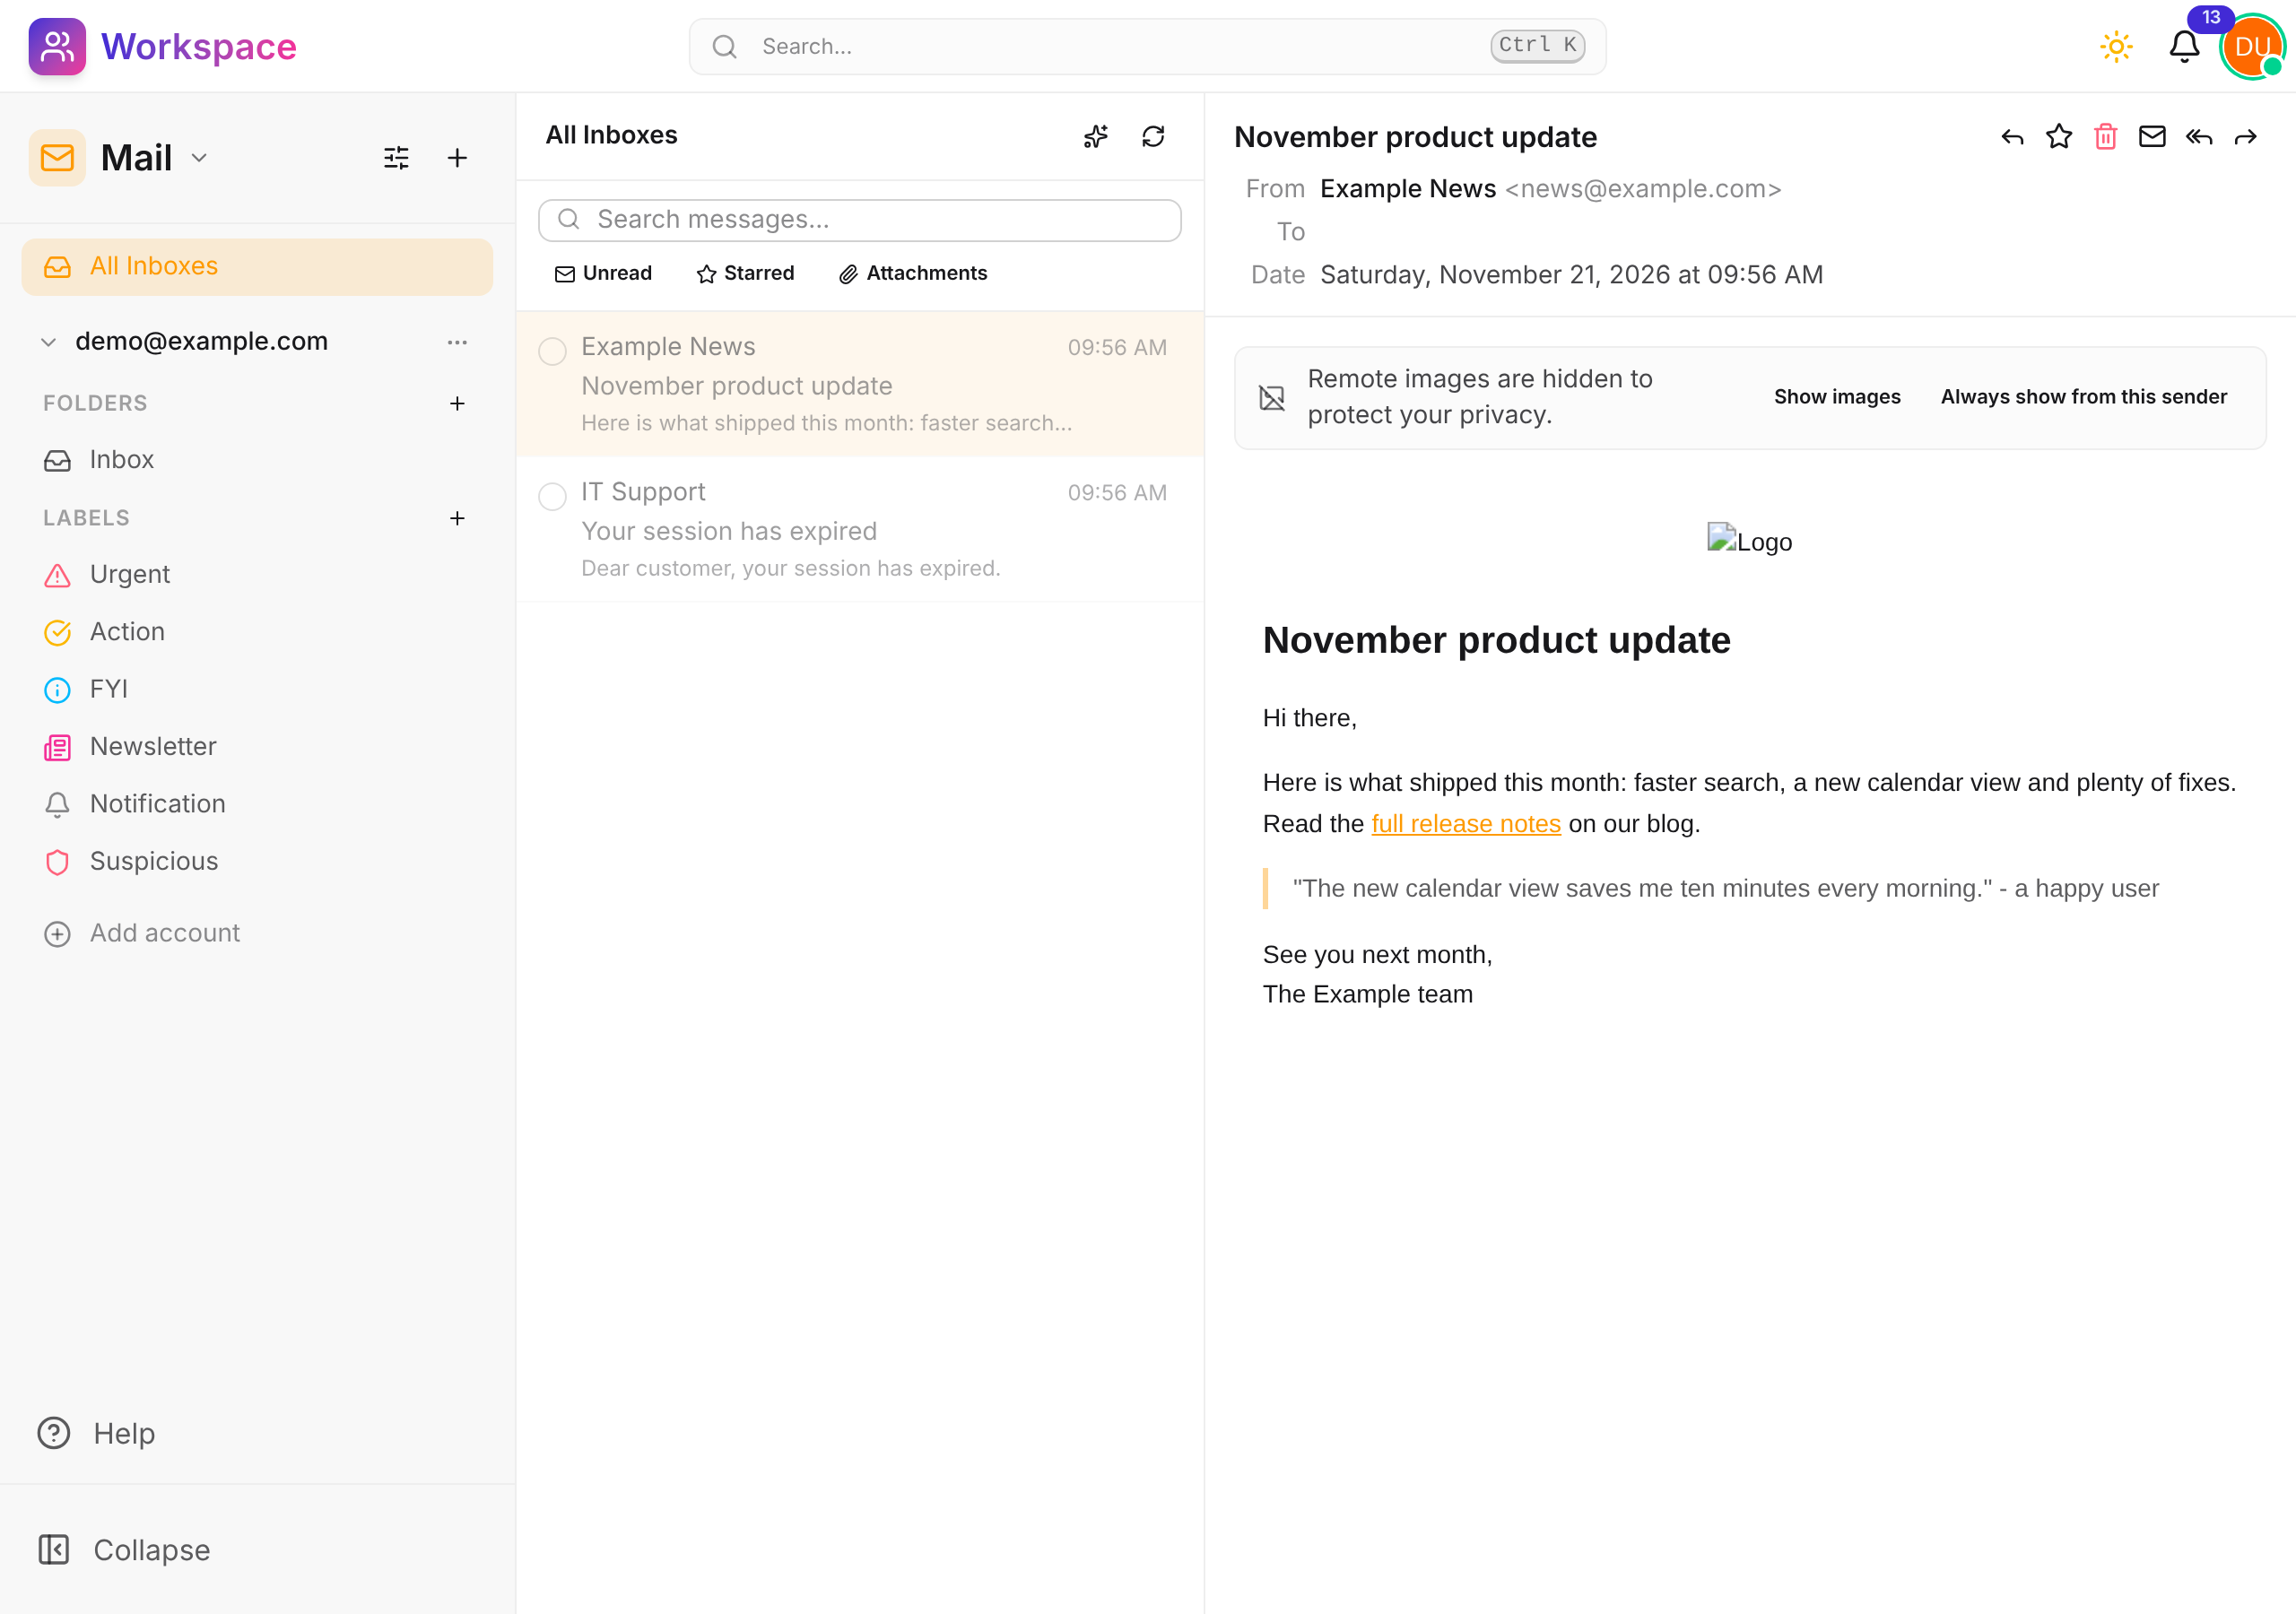 Workspace
Search...
Ctrl K
13
DU
Mail
All Inboxes
demo@example.com
FOLDERS
Inbox
LABELS
Urgent
Action
FYI
Newsletter
Notification
Suspicious
Add account
Help
Collapse
All Inboxes
Search messages...
Unread
Starred
Attachments
Example News
09:56 AM
November product update
Here is what shipped this month: faster search...
IT Support
09:56 AM
Your session has expired
Dear customer, your session has expired.
November product update
From Example News <news@example.com>
To
Date Saturday, November 21, 2026 at 09:56 AM
Remote images are hidden to
protect your privacy.
Show images
Always show from this sender
Logo
November product update
Hi there,
Here is what shipped this month: faster search, a new calendar view and plenty of fixes.
Read the full release notes on our blog.
"The new calendar view saves me ten minutes every morning." - a happy user
See you next month,
The Example team